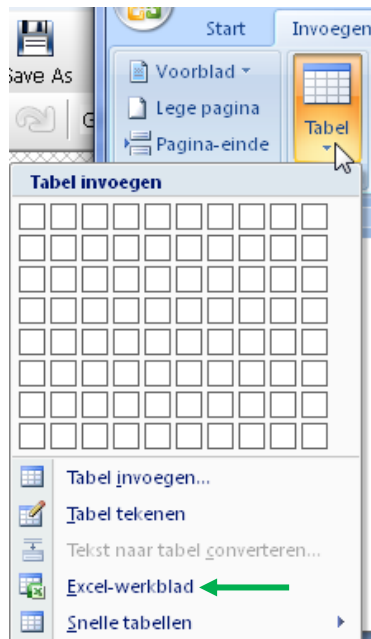 Start Invoegen
Save As
Voorblad
Lege pagina
Pagina-einde
Tabel
Tabel invoegen
Tabel invoegen...
Tabel tekenen
Tekst naar tabel converteren...
Excel-werkblad
Snelle tabellen